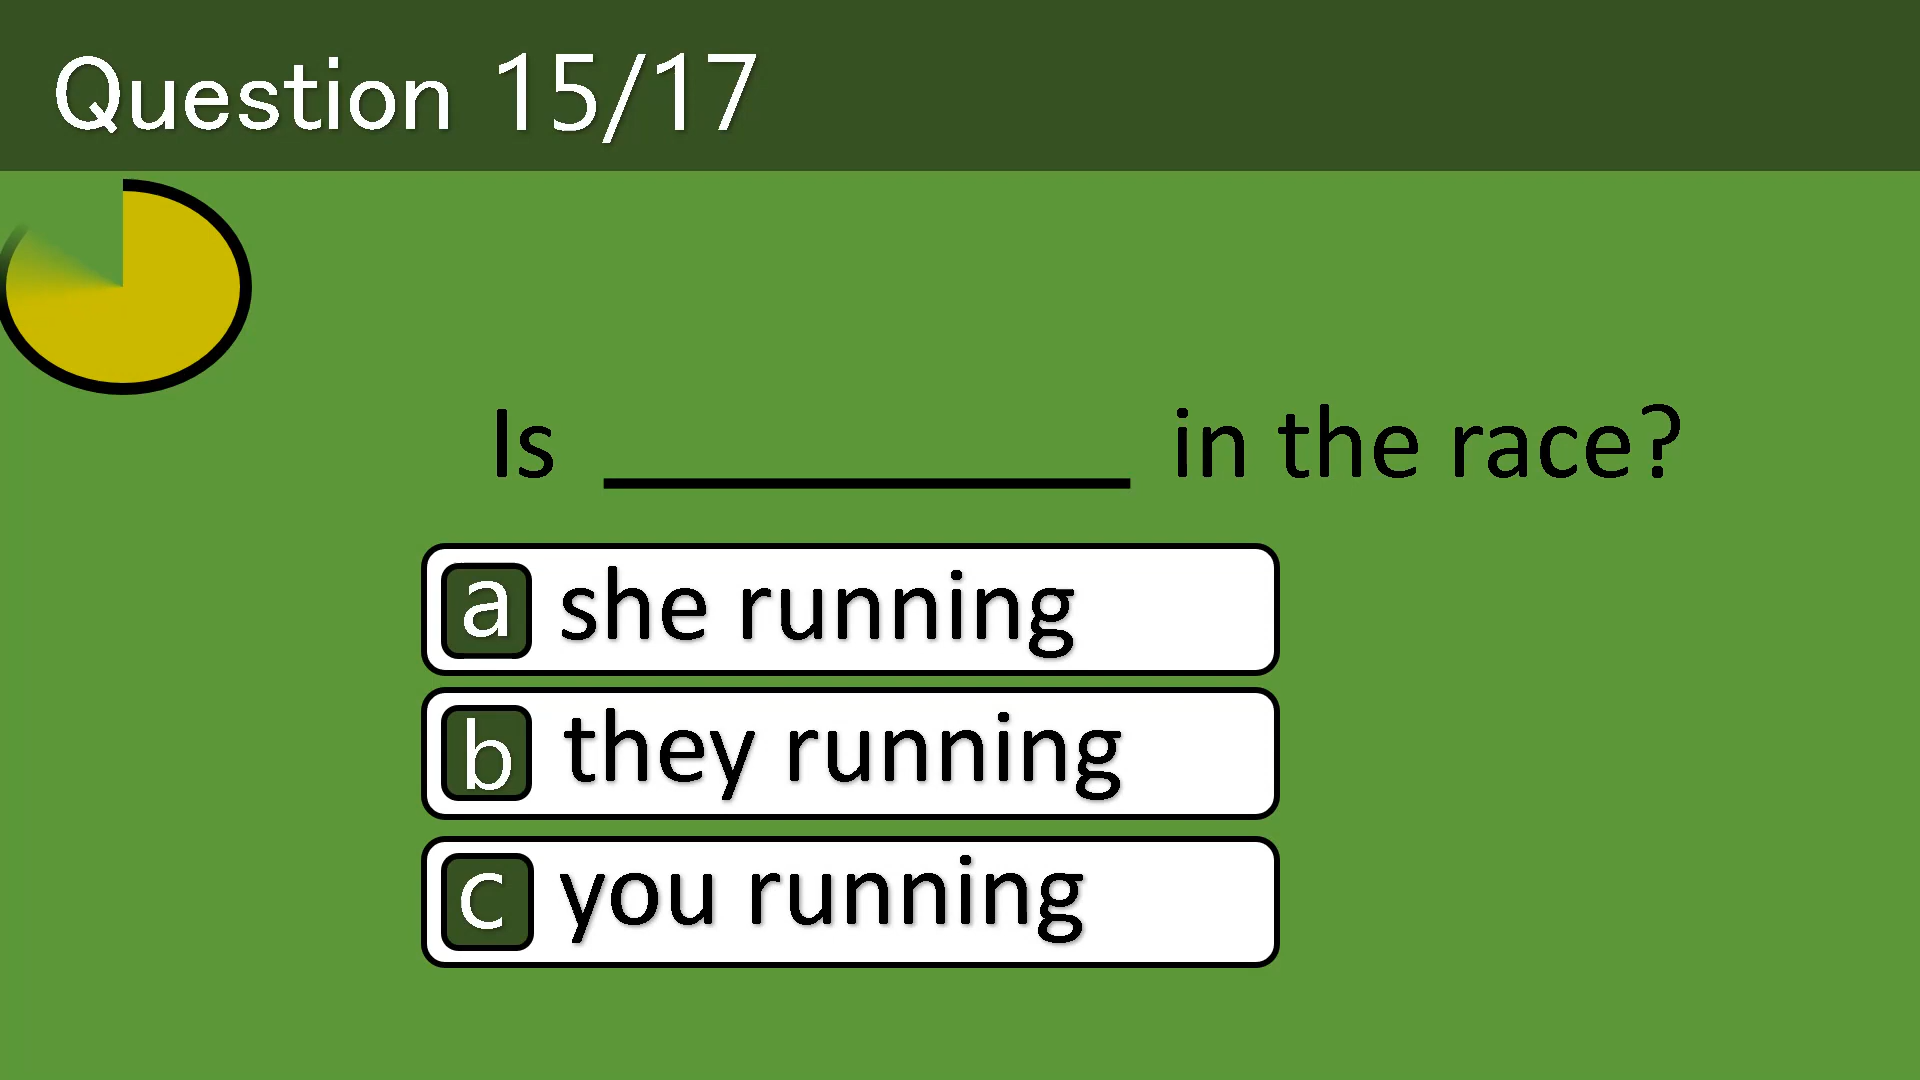 Question 15/17
Is ___________ in the race?
a she running
b they running
c you running